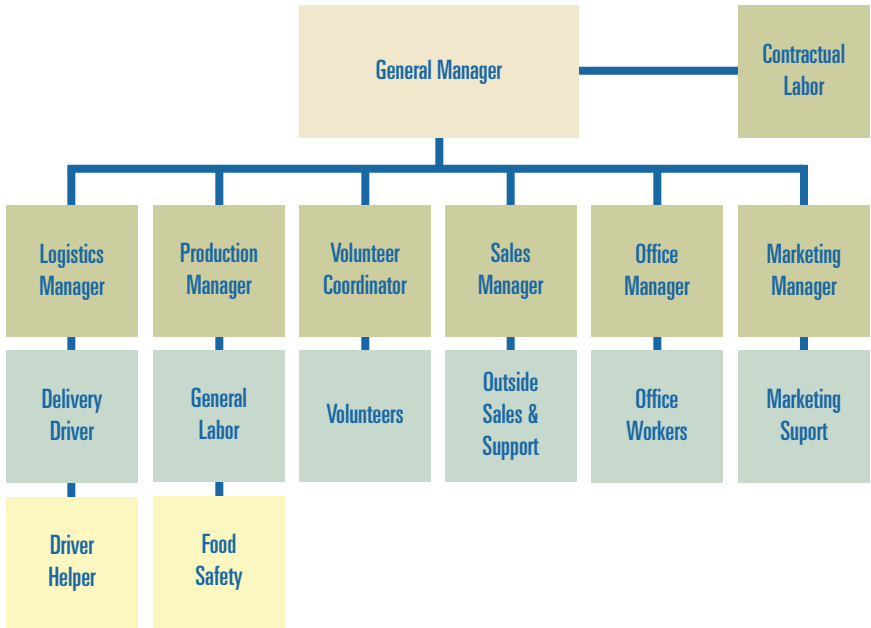 General Manager
Contractual
Labor
Logistics
Manager
Production
Manager
Volunteer
Coordinator
Sales
Manager
Office
Manager
Marketing
Manager
Delivery
Driver
General
Labor
Volunteers
Outside
Sales &
Support
Office
Workers
Marketing
Suport
Driver
Helper
Food
Safety